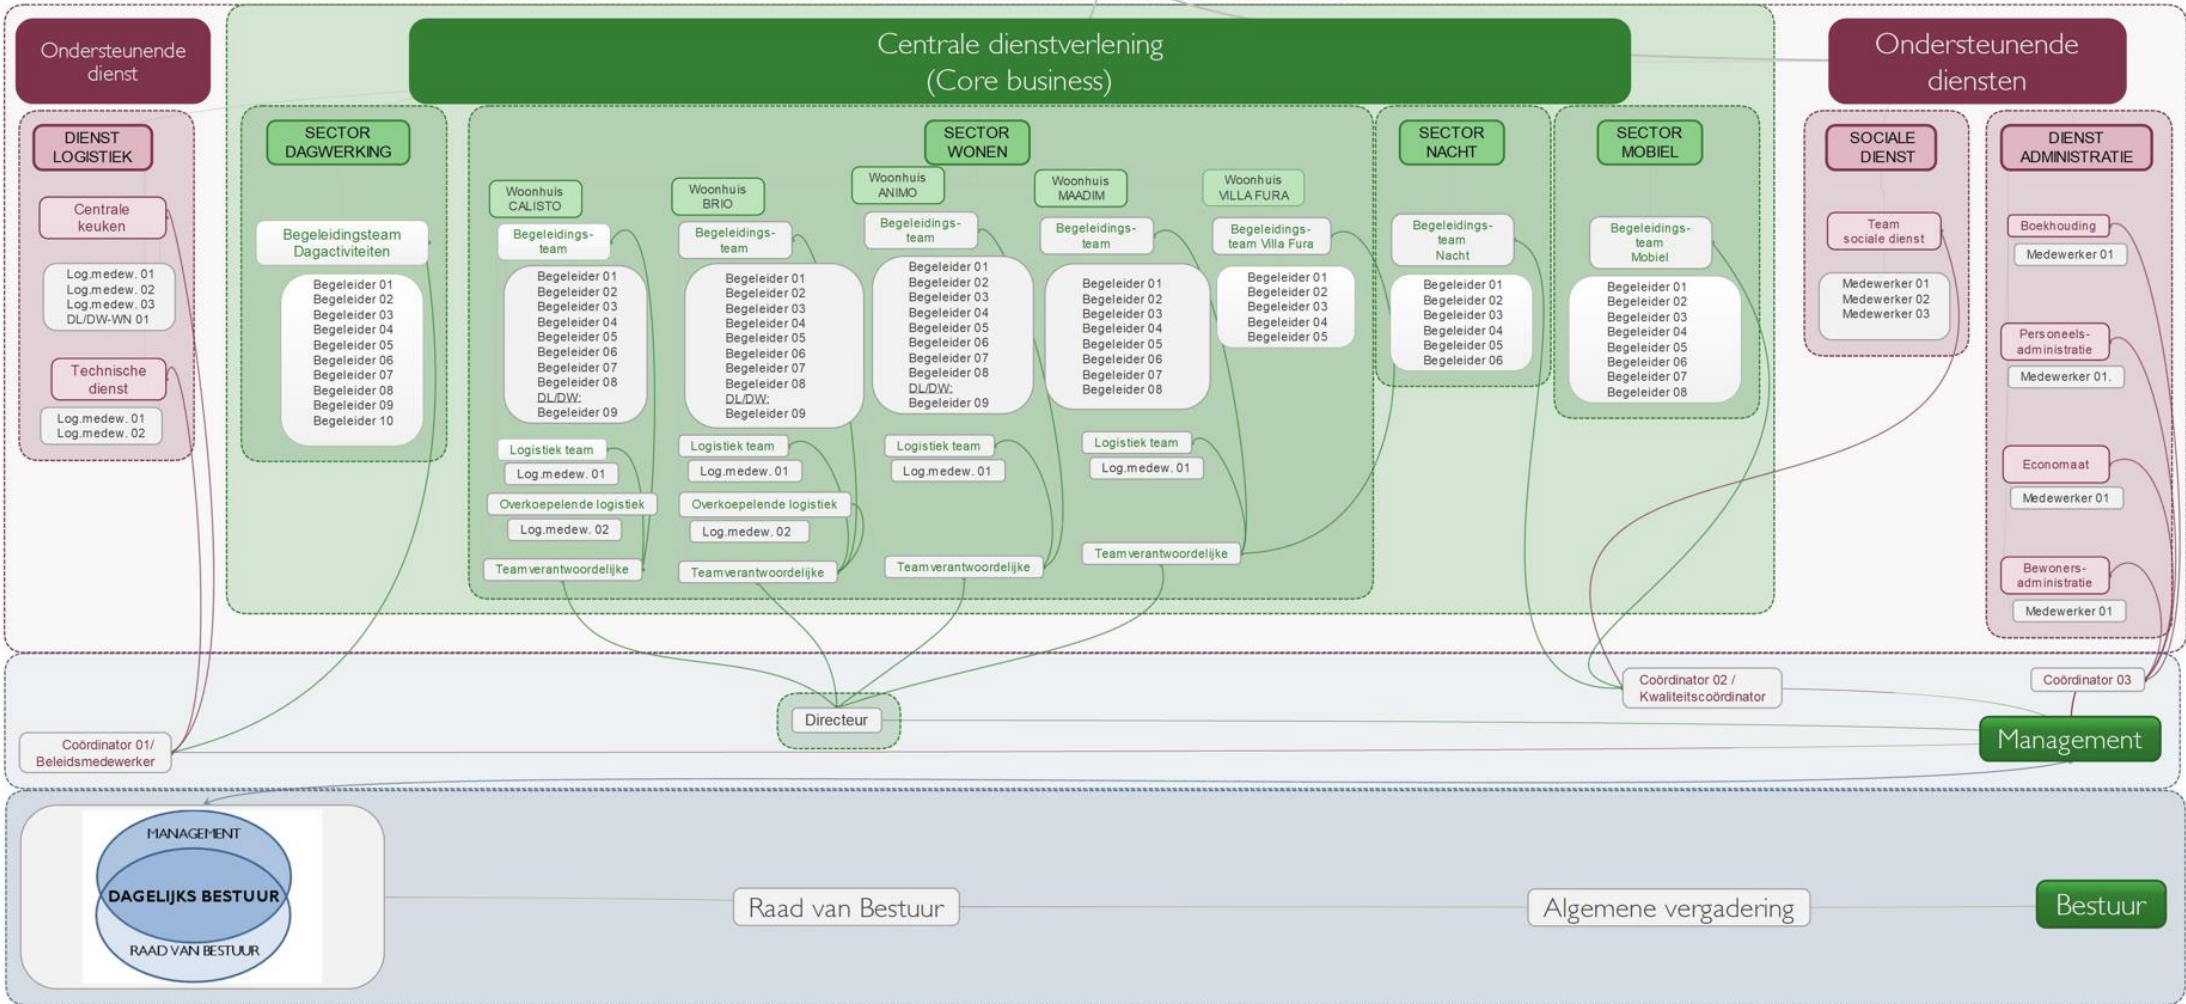 Ondersteunende
dienst
Centrale dienstverlening
(Core business)
Ondersteunende
diensten
DIENST
LOGISTIEK
Centrale
keuken
Log.medew. 01
Log.medew. 02
Log.medew. 03
DL/DW-WN 01
Technische
dienst
Log.medew. 01
Log.medew. 02
SECTOR
DAGWERKING
Begeleidingsteam
Dagactiviteiten
Begeleider 01
Begeleider 02
Begeleider 03
Begeleider 04
Begeleider 05
Begeleider 06
Begeleider 07
Begeleider 08
Begeleider 09
Begeleider 10
SECTOR
WONEN
Woonhuis
CALISTO
Begeleidings-
team
Begeleider 01
Begeleider 02
Begeleider 03
Begeleider 04
Begeleider 05
Begeleider 06
Begeleider 07
Begeleider 08
DL/DW:
Begeleider 09
Logistiek team
Log.medew. 01
Overkoepelende logistiek
Log.medew. 02
Teamverantwoordelijke
Woonhuis
BRIO
Begeleidings-
team
Begeleider 01
Begeleider 02
Begeleider 03
Begeleider 04
Begeleider 05
Begeleider 06
Begeleider 07
Begeleider 08
DL/DW:
Begeleider 09
Logistiek team
Log.medew. 01
Overkoepelende logistiek
Log.medew. 02
Teamverantwoordelijke
Woonhuis
ANIMO
Begeleidings-
team
Begeleider 01
Begeleider 02
Begeleider 03
Begeleider 04
Begeleider 05
Begeleider 06
Begeleider 07
Begeleider 08
DL/DW:
Begeleider 09
Logistiek team
Log.medew. 01
Teamverantwoordelijke
Woonhuis
MAADIM
Begeleidings-
team
Begeleider 01
Begeleider 02
Begeleider 03
Begeleider 04
Begeleider 05
Begeleider 06
Begeleider 07
Begeleider 08
Logistiek team
Log.medew. 01
Teamverantwoordelijke
Woonhuis
VILLA FURA
Begeleidings-
team Villa Fura
Begeleider 01
Begeleider 02
Begeleider 03
Begeleider 04
Begeleider 05
SECTOR
NACHT
Begeleidings-
team
Nacht
Begeleider 01
Begeleider 02
Begeleider 03
Begeleider 04
Begeleider 05
Begeleider 06
SECTOR
MOBIEL
Begeleidings-
team
Mobiel
Begeleider 01
Begeleider 02
Begeleider 03
Begeleider 04
Begeleider 05
Begeleider 06
Begeleider 07
Begeleider 08
SOCIALE
DIENST
Team
sociale dienst
Medewerker 01
Medewerker 02
Medewerker 03
DIENST
ADMINISTRATIE
Boekhouding
Medewerker 01
Personeels-
administratie
Medewerker 01.
Economaat
Medewerker 01
Bewoners-
administratie
Medewerker 01
Coördinator 01/
Beleidsmedewerker
Directeur
Coördinator 02 /
Kwaliteitscoördinator
Coördinator 03
Management
MANAGEMENT
DAGELIJKS BESTUUR
RAAD VAN BESTUUR
Raad van Bestuur
Algemene vergadering
Bestuur